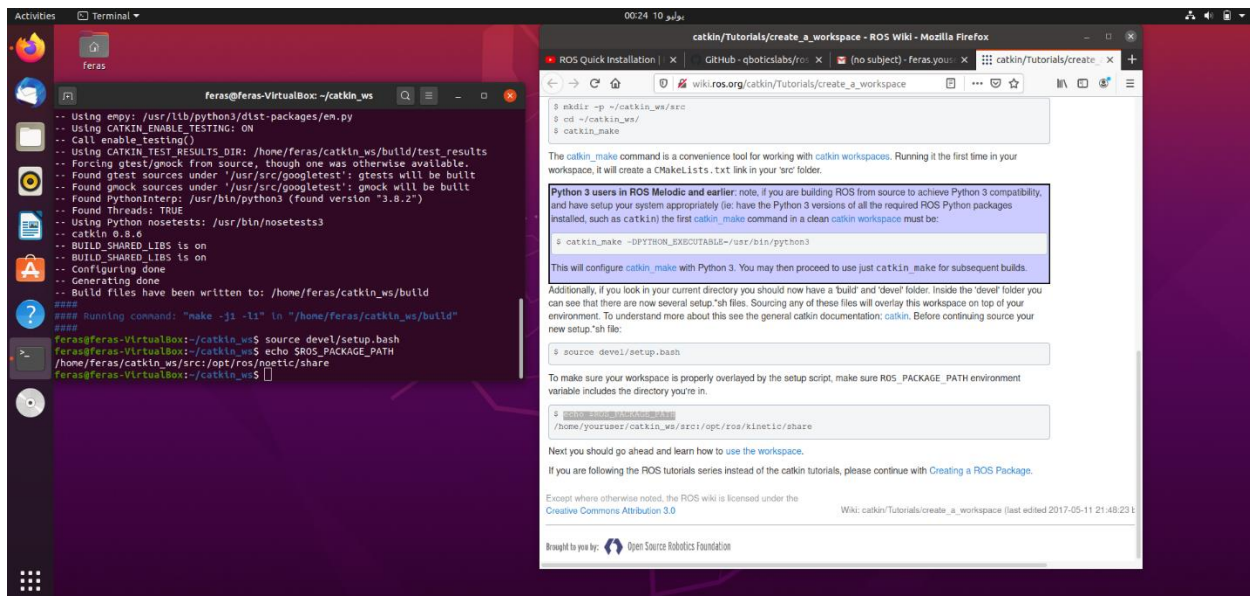 Activities
Terminal
يوليو 10 00:24
feras
feras@feras-VirtualBox: ~/catkin_ws
-- Using empy: /usr/lib/python3/dist-packages/em.py
-- Using CATKIN_ENABLE_TESTING: ON
-- Call enable_testing()
-- Using CATKIN_TEST_RESULTS_DIR: /home/feras/catkin_ws/build/test_results
-- Forcing gtest/gmock from source, though one was otherwise available.
-- Found gtest sources under '/usr/src/googletest': gtests will be built
-- Found gmock sources under '/usr/src/googletest': gmock will be built
-- Found PythonInterp: /usr/bin/python3 (found version "3.8.2")
-- Found Threads: TRUE
-- Using Python nosetests: /usr/bin/nosetests3
-- catkin 0.8.6
-- BUILD_SHARED_LIBS is on
-- BUILD_SHARED_LIBS is on
-- Configuring done
-- Generating done
-- Build files have been written to: /home/feras/catkin_ws/build
####
#### Running command: "make -j1 -l1" in "/home/feras/catkin_ws/build"
####
feras@feras-VirtualBox:~/catkin_ws$ source devel/setup.bash
feras@feras-VirtualBox:~/catkin_ws$ echo $ROS_PACKAGE_PATH
/home/feras/catkin_ws/src:/opt/ros/noetic/share
feras@feras-VirtualBox:~/catkin_ws$
catkin/Tutorials/create_a_workspace - ROS Wiki - Mozilla Firefox
ROS Quick Installation |
GitHub - qboticslabs/ros
(no subject) - feras.yous
catkin/Tutorials/create_
wiki.ros.org/catkin/Tutorials/create_a_workspace
$ mkdir -p ~/catkin_ws/src
$ cd ~/catkin_ws/
$ catkin_make
The catkin_make command is a convenience tool for working with catkin workspaces. Running it the first time in your
workspace, it will create a CMakeLists.txt link in your 'src' folder.
Python 3 users in ROS Melodic and earlier: note, if you are building ROS from source to achieve Python 3 compatibility,
and have setup your system appropriately (ie: have the Python 3 versions of all the required ROS Python packages
installed, such as catkin) the first catkin_make command in a clean catkin workspace must be:
$ catkin_make -DPYTHON_EXECUTABLE=/usr/bin/python3
This will configure catkin_make with Python 3. You may then proceed to use just catkin_make for subsequent builds.
Additionally, if you look in your current directory you should now have a 'build' and 'devel' folder. Inside the 'devel' folder you
can see that there are now several setup.*sh files. Sourcing any of these files will overlay this workspace on top of your
environment. To understand more about this see the general catkin documentation: catkin. Before continuing source your
new setup.*sh file:
$ source devel/setup.bash
To make sure your workspace is properly overlayed by the setup script, make sure ROS_PACKAGE_PATH environment
variable includes the directory you're in.
$ echo $ROS_PACKAGE_PATH
/home/youruser/catkin_ws/src:/opt/ros/kinetic/share
Next you should go ahead and learn how to use the workspace.
If you are following the ROS tutorials series instead of the catkin tutorials, please continue with Creating a ROS Package.
Except where otherwise noted, the ROS wiki is licensed under the
Creative Commons Attribution 3.0
Wiki: catkin/Tutorials/create_a_workspace (last edited 2017-05-11 21:48:23 b
Brought to you by:
Open Source Robotics Foundation